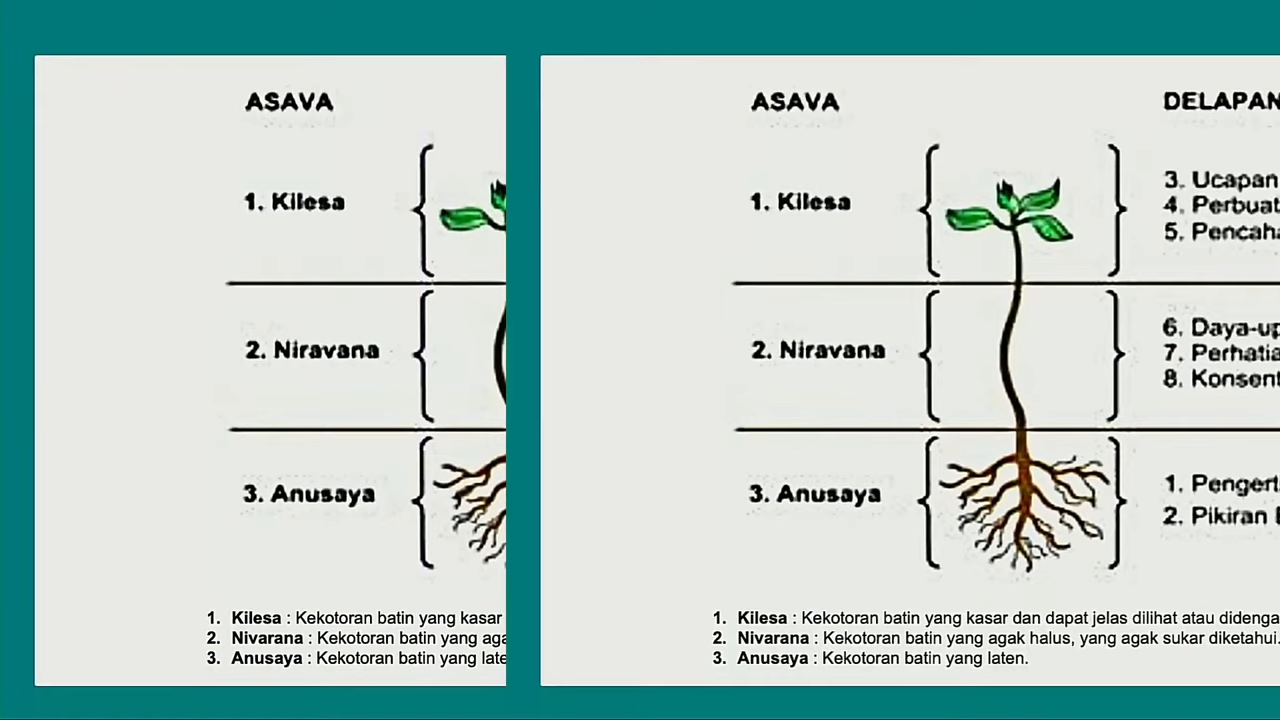 ASAVA
1. Kilesa
2. Niravana
3. Anusaya
1. Kilesa : Kekotoran batin yang kasar
2. Nivarana : Kekotoran batin yang aga
3. Anusaya : Kekotoran batin yang late
ASAVA
DELAPAN
1. Kilesa
3. Ucapan
4. Perbuat
5. Pencaha
2. Niravana
6. Daya-up
7. Perhatia
8. Konsent
3. Anusaya
1. Pengert
2. Pikiran
1. Kilesa : Kekotoran batin yang kasar dan dapat jelas dilihat atau didenga
2. Nivarana : Kekotoran batin yang agak halus, yang agak sukar diketahui.
3. Anusaya : Kekotoran batin yang laten.